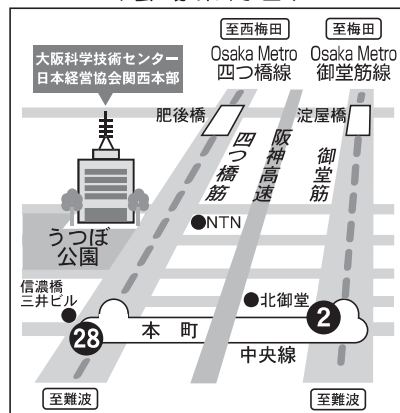 至西梅田
至梅田
Osaka Metro
四つ橋線
Osaka Metro
御堂筋線
大阪科学技術センター
日本経営協会関西本部
肥後橋
淀屋橋
四つ橋筋
阪神高速
御堂筋
●NTN
うつぼ
公園
信濃橋
三井ビル
●北御堂
2
28
本町
中央線
至難波
至難波